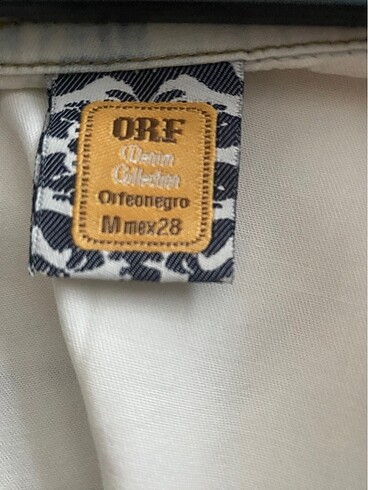 ORF
Denim
Collection
Orfeonegro
M mex28